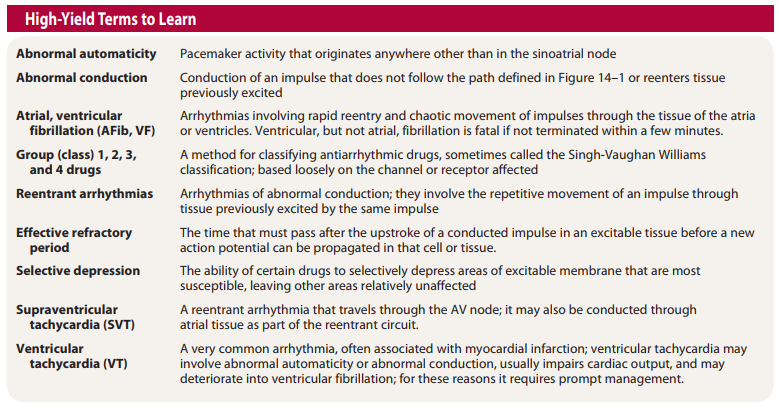 High-Yield Terms to Learn
Abnormal automaticity Pacemaker activity that originates anywhere other than in the sinoatrial node
Abnormal conduction Conduction of an impulse that does not follow the path defined in Figure 14–1 or reenters tissue
previously excited
Atrial, ventricular Arrhythmias involving rapid reentry and chaotic movement of impulses through the tissue of the atria
fibrillation (AFib, VF) or ventricles. Ventricular, but not atrial, fibrillation is fatal if not terminated within a few minutes.
Group (class) 1, 2, 3, A method for classifying antiarrhythmic drugs, sometimes called the Singh-Vaughan Williams
and 4 drugs classification; based loosely on the channel or receptor affected
Reentrant arrhythmias Arrhythmias of abnormal conduction; they involve the repetitive movement of an impulse through
tissue previously excited by the same impulse
Effective refractory The time that must pass after the upstroke of a conducted impulse in an excitable tissue before a new
period action potential can be propagated in that cell or tissue.
Selective depression The ability of certain drugs to selectively depress areas of excitable membrane that are most
susceptible, leaving other areas relatively unaffected
Supraventricular A reentrant arrhythmia that travels through the AV node; it may also be conducted through
tachycardia (SVT) atrial tissue as part of the reentrant circuit.
Ventricular A very common arrhythmia, often associated with myocardial infarction; ventricular tachycardia may
tachycardia (VT) involve abnormal automaticity or abnormal conduction, usually impairs cardiac output, and may
deteriorate into ventricular fibrillation; for these reasons it requires prompt management.